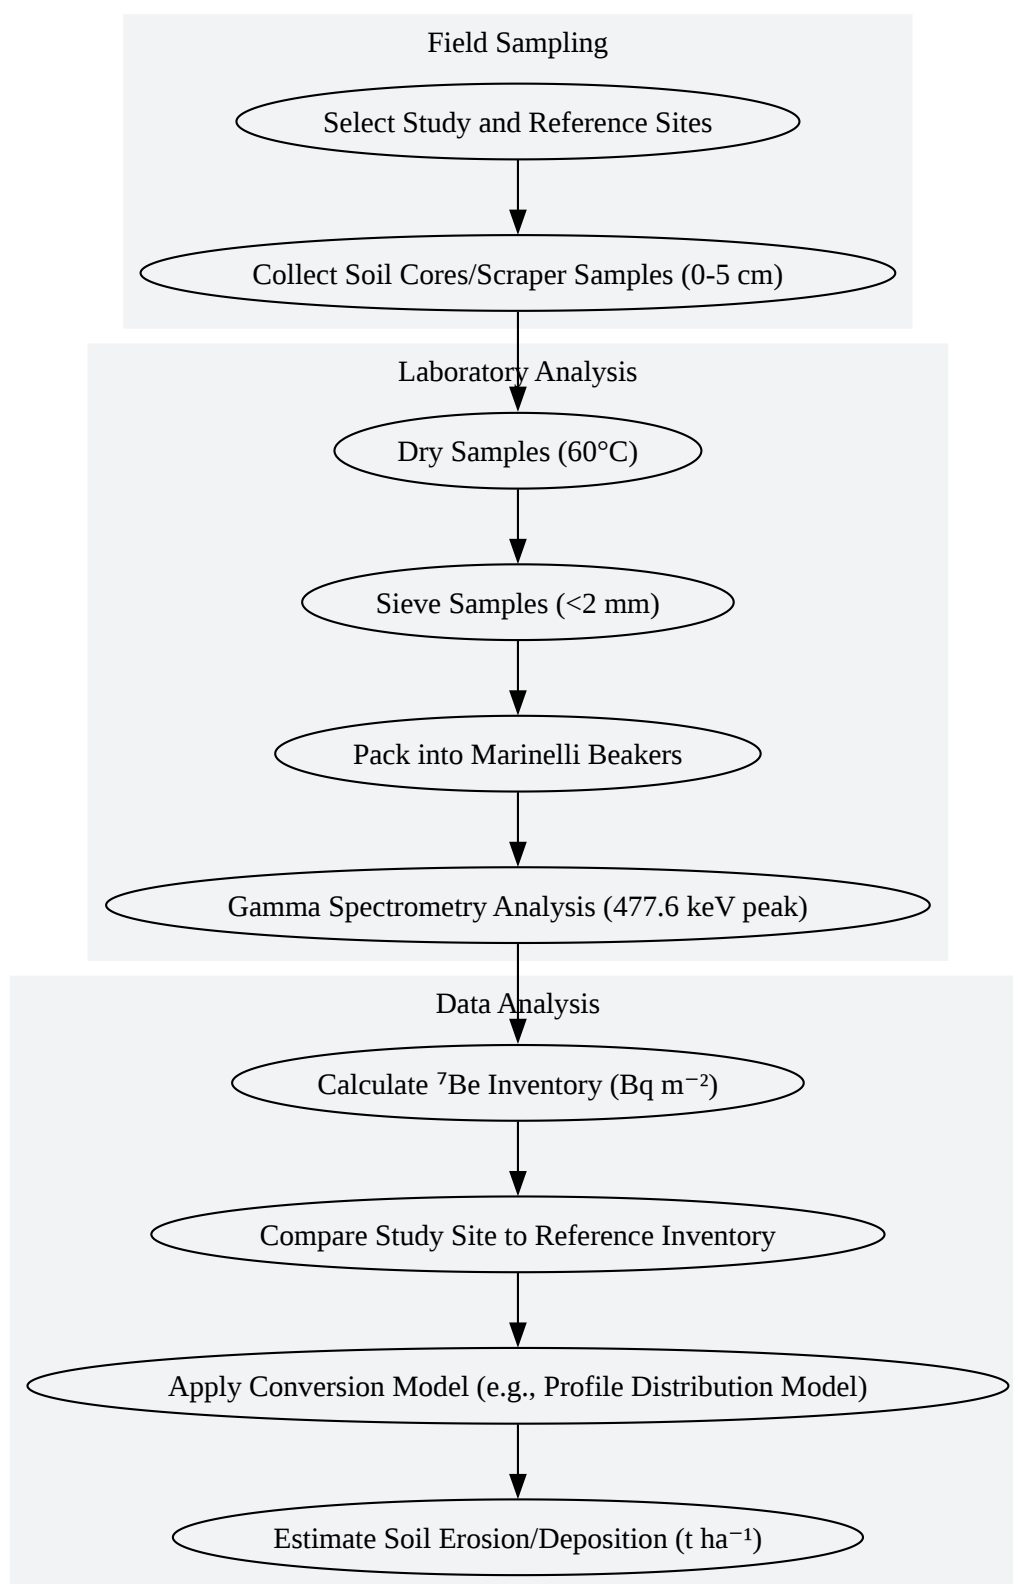 Field Sampling
Select Study and Reference Sites
Collect Soil Cores/Scraper Samples (0-5 cm)
Laboratory Analysis
Dry Samples (60°C)
Sieve Samples (<2 mm)
Pack into Marinelli Beakers
Gamma Spectrometry Analysis (477.6 keV peak)
Data Analysis
Calculate ⁷Be Inventory (Bq m⁻²)
Compare Study Site to Reference Inventory
Apply Conversion Model (e.g., Profile Distribution Model)
Estimate Soil Erosion/Deposition (t ha⁻¹)